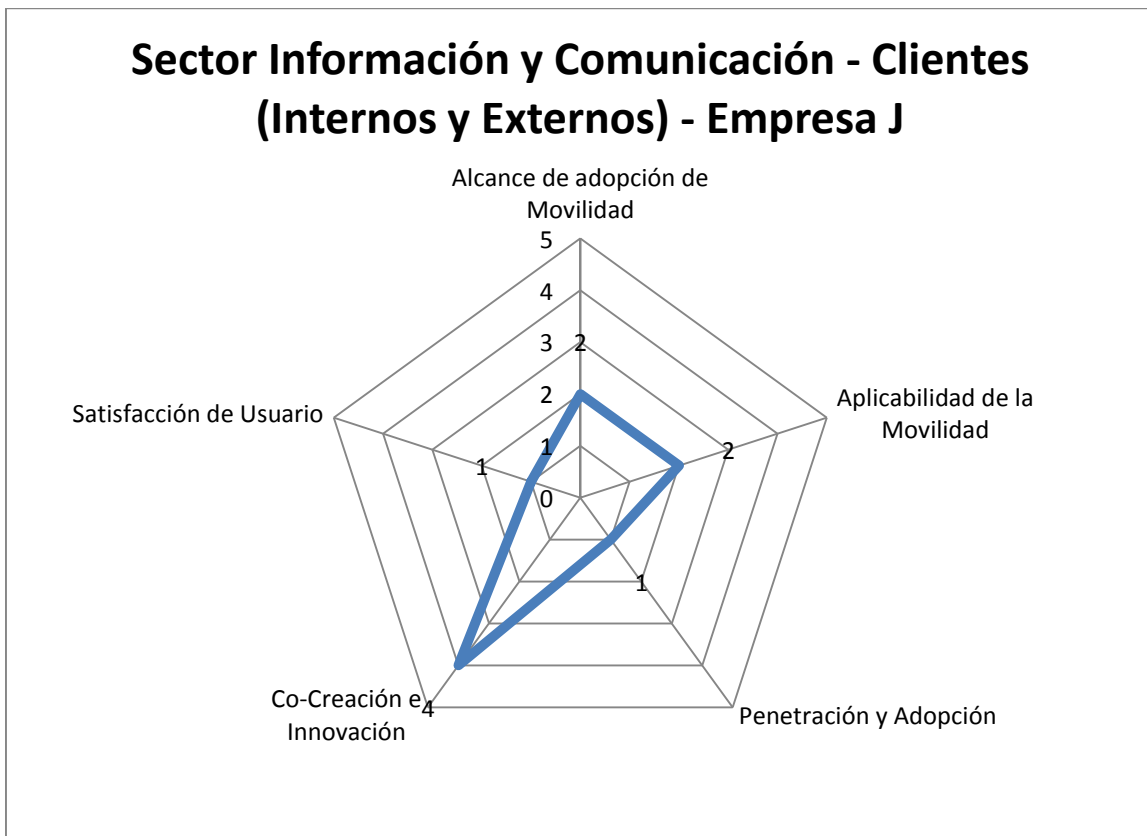 Sector Información y Comunicación - Clientes
(Internos y Externos) - Empresa J
Alcance de adopción de
Movilidad
5
4
3
2
2
1
0
Aplicabilidad de la
Movilidad
2
Satisfacción de Usuario
1
1
Penetración y Adopción
Co-Creación e
Innovación
4